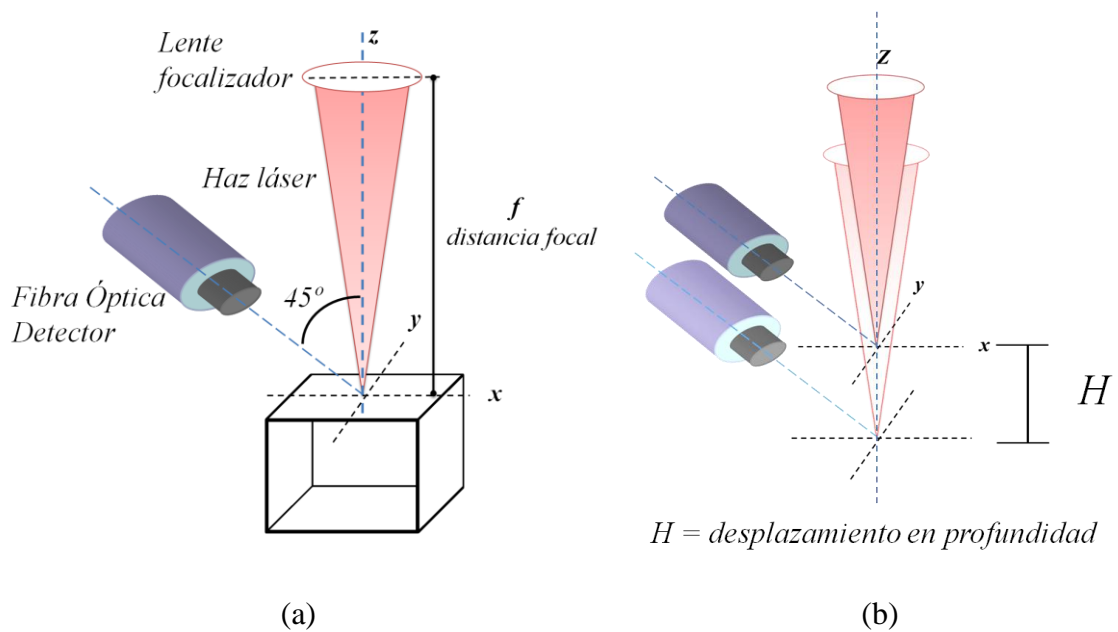 Lente
focalizador
z
Haz láser
f
distancia focal
Fibra Óptica
Detector
45º
y
x
(a)
Z
y
x
H
H = desplazamiento en profundidad
(b)